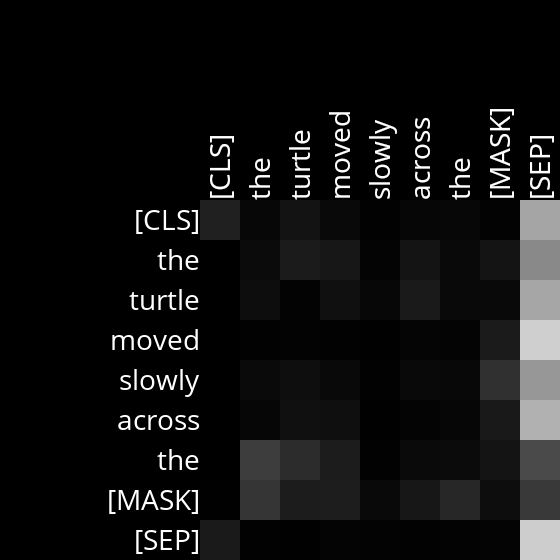 [CLS] the turtle moved slowly across the [MASK] [SEP]
[CLS]
the
turtle
moved
slowly
across
the
[MASK]
[SEP]